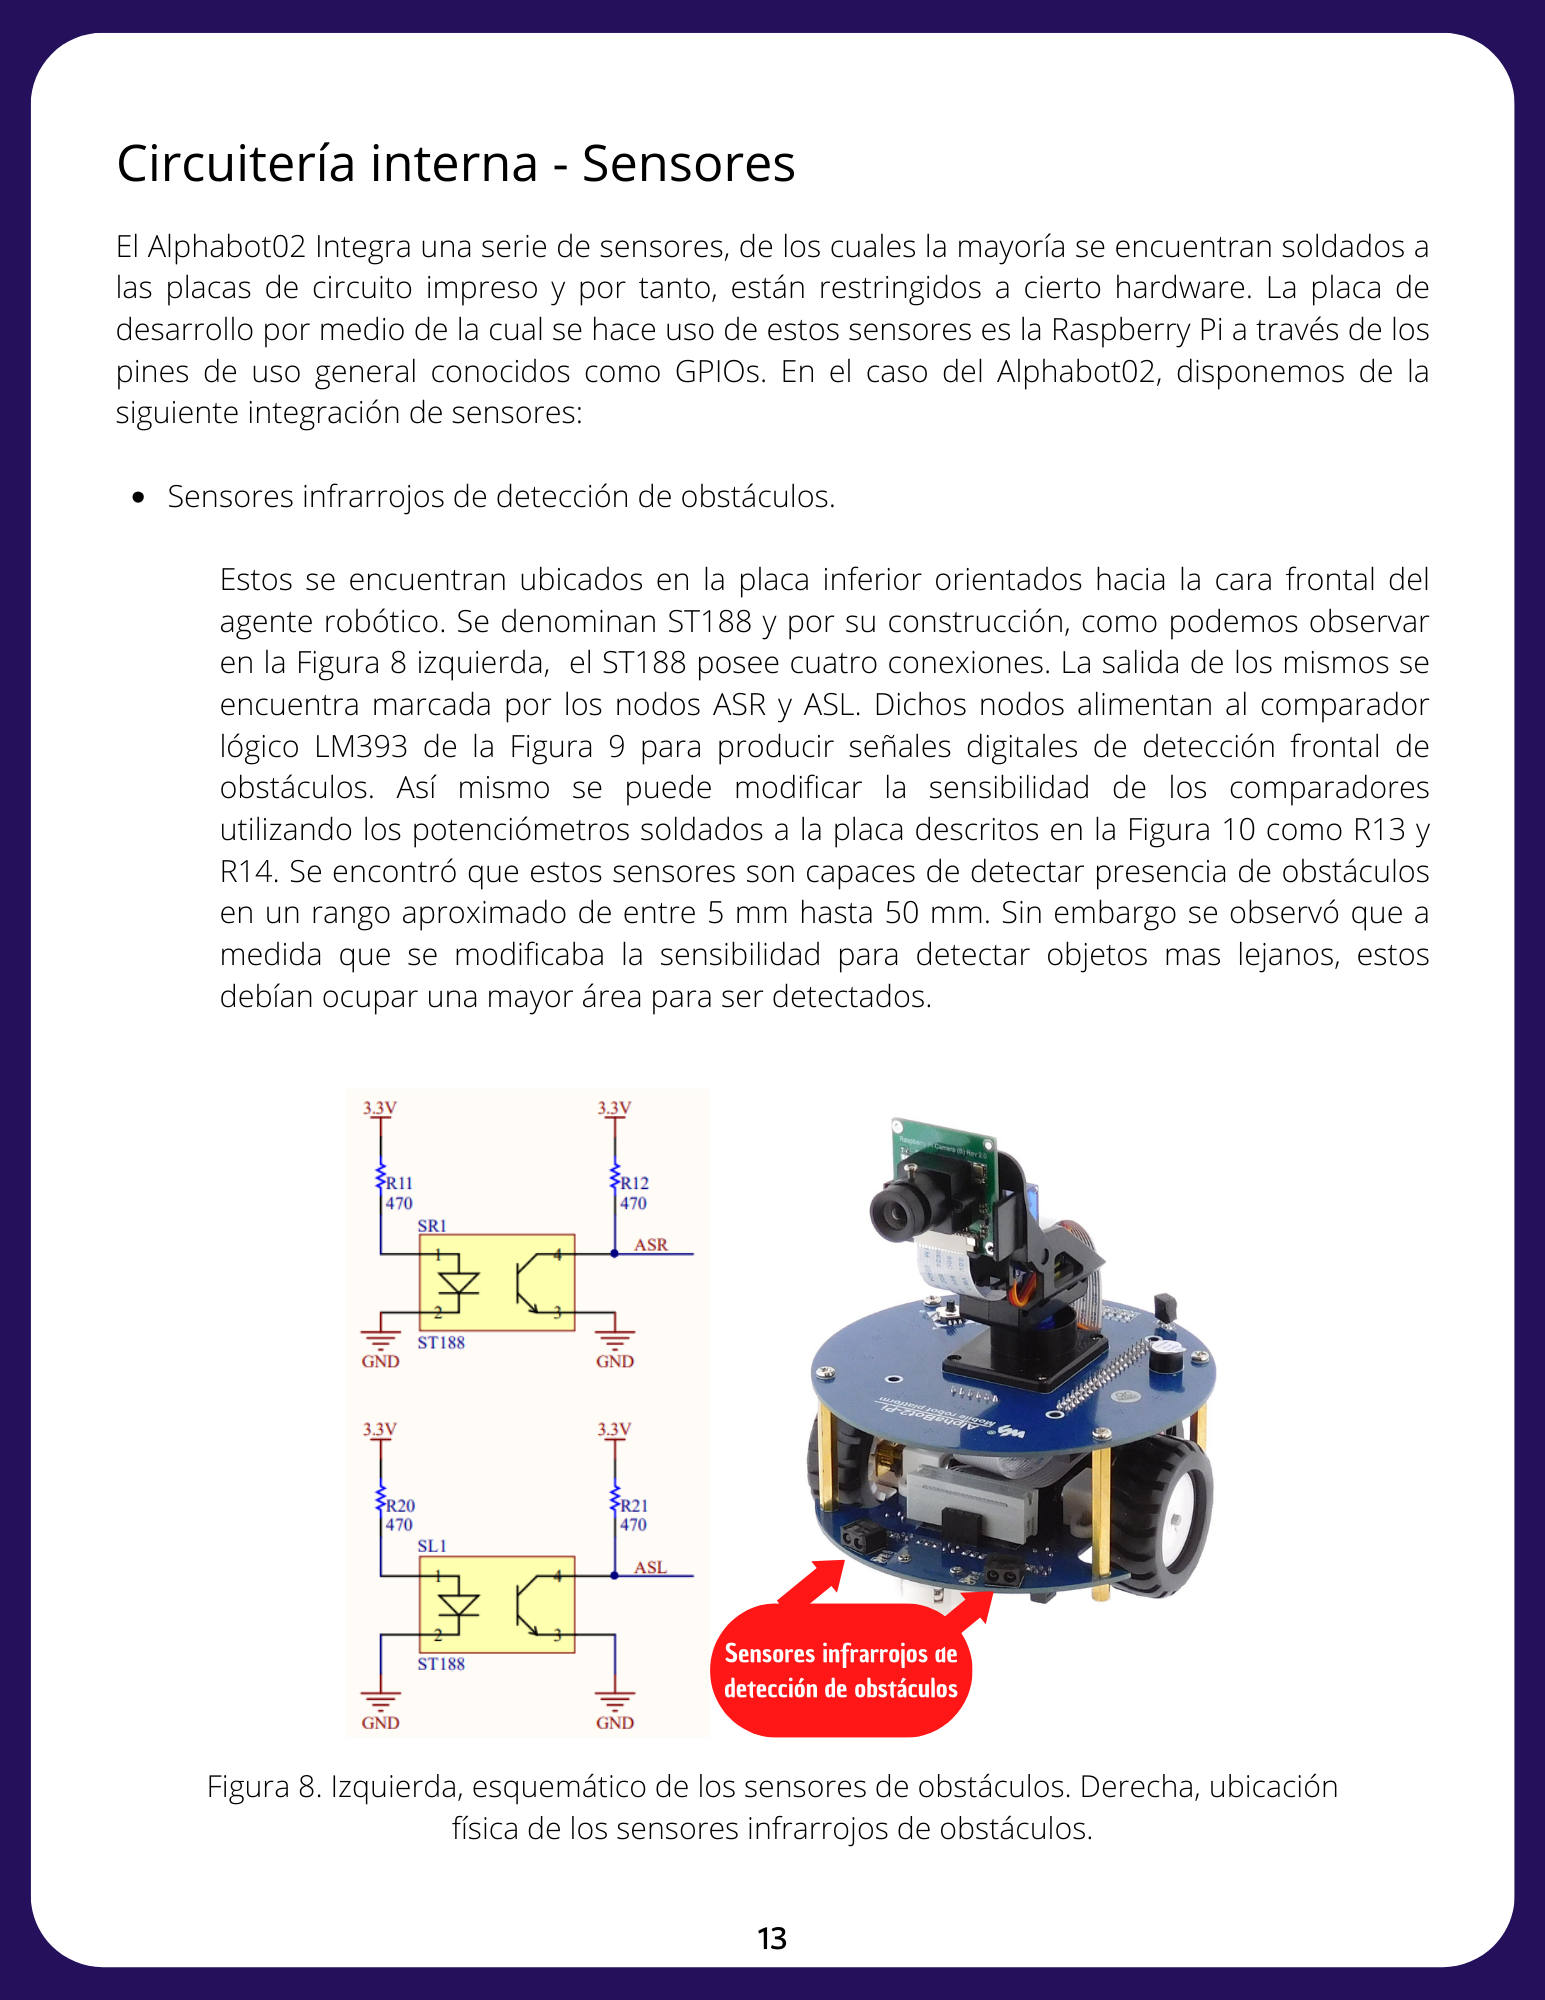 Circuitería interna - Sensores
El Alphabot02 Integra una serie de sensores, de los cuales la mayoría se encuentran soldados a
las placas de circuito impreso y por tanto, están restringidos a cierto hardware. La placa de
desarrollo por medio de la cual se hace uso de estos sensores es la Raspberry Pi a través de los
pines de uso general conocidos como GPIOs. En el caso del Alphabot02, disponemos de la
siguiente integración de sensores:
• Sensores infrarrojos de detección de obstáculos.
Estos se encuentran ubicados en la placa inferior orientados hacia la cara frontal del
agente robótico. Se denominan ST188 y por su construcción, como podemos observar
en la Figura 8 izquierda,  el ST188 posee cuatro conexiones. La salida de los mismos se
encuentra marcada por los nodos ASR y ASL. Dichos nodos alimentan al comparador
lógico LM393 de la Figura 9 para producir señales digitales de detección frontal de
obstáculos. Así mismo se puede modificar la sensibilidad de los comparadores
utilizando los potenciómetros soldados a la placa descritos en la Figura 10 como R13 y
R14. Se encontró que estos sensores son capaces de detectar presencia de obstáculos
en un rango aproximado de entre 5 mm hasta 50 mm. Sin embargo se observó que a
medida que se modificaba la sensibilidad para detectar objetos mas lejanos, estos
debían ocupar una mayor área para ser detectados.
3.3V 3.3V
R11 R12
470 470
SR1
ASR
1 4
2 3
ST188
GND GND
3.3V 3.3V
R20 R21
470 470
SL1
ASL
1 4
2 3
ST188
GND GND
Raspberry Pi Camera (B) Rev 2.0
AlphaBot2-Pi
Mobile robot platform
Sensores infrarrojos de
detección de obstáculos
Figura 8. Izquierda, esquemático de los sensores de obstáculos. Derecha, ubicación
física de los sensores infrarrojos de obstáculos.
13